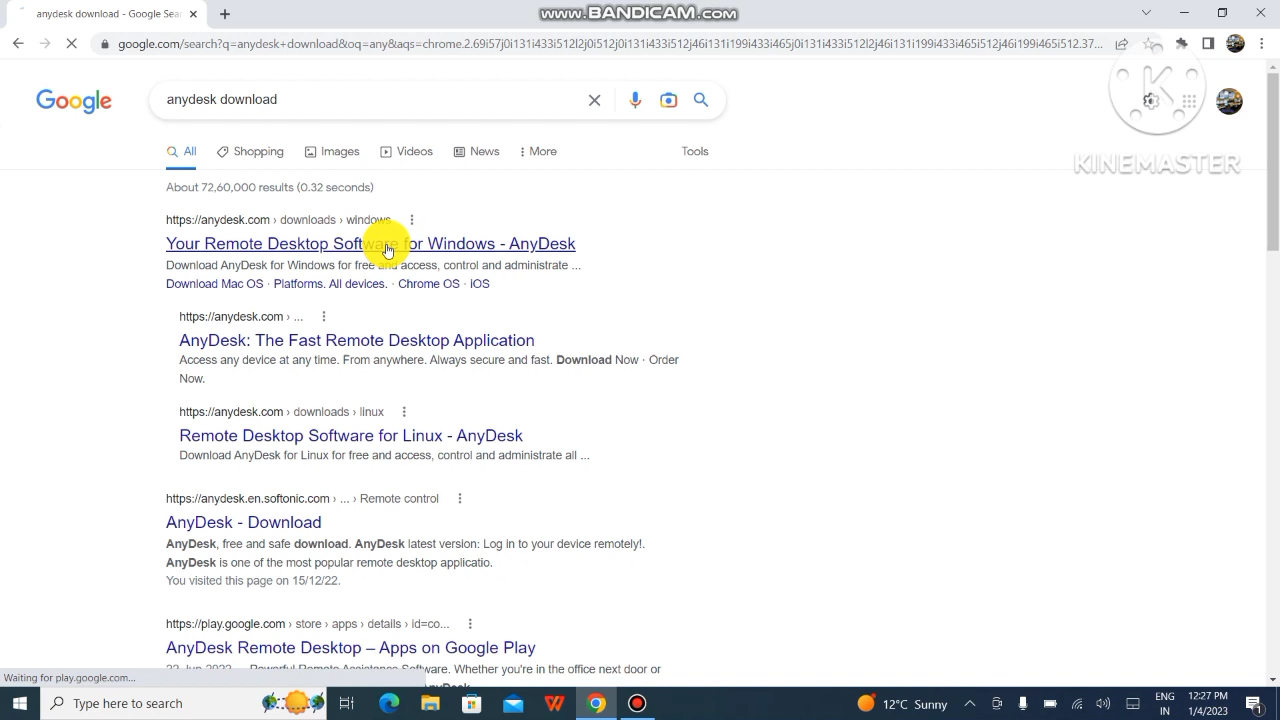 www.BANDICAM.com
anydesk download - Google Sea
google.com/search?q=anydesk+download&oq=any&aqs=chrome.2.69i57j0i131i433i512l2j0i512j0i131i433i512l2j46i131i199i433i465i512j46i199i465i512.37...
Google
anydesk download
All
Shopping
Images
Videos
News
More
Tools
KINEMASTER
About 72,60,000 results (0.32 seconds)
https://anydesk.com › downloads › windows
Your Remote Desktop Software for Windows - AnyDesk
Download AnyDesk for Windows for free and access, control and administrate ...
Download Mac OS · Platforms. All devices. · Chrome OS · iOS
https://anydesk.com › ...
AnyDesk: The Fast Remote Desktop Application
Access any device at any time. From anywhere. Always secure and fast. Download Now · Order
Now.
https://anydesk.com › downloads › linux
Remote Desktop Software for Linux - AnyDesk
Download AnyDesk for Linux for free and access, control and administrate all ...
https://anydesk.en.softonic.com › ... › Remote control
AnyDesk - Download
AnyDesk, free and safe download. AnyDesk latest version: Log in to your device remotely!.
AnyDesk is one of the most popular remote desktop applicatio.
You visited this page on 15/12/22.
https://play.google.com › store › apps › details › id=co...
AnyDesk Remote Desktop – Apps on Google Play
22 Jun 2022 — Powerful Remote Assistance Software. Whether you're in the office next door or
AnyDesk
Waiting for play.google.com...
Type here to search
12°C Sunny
ENG
IN
12:27 PM
1/4/2023
1